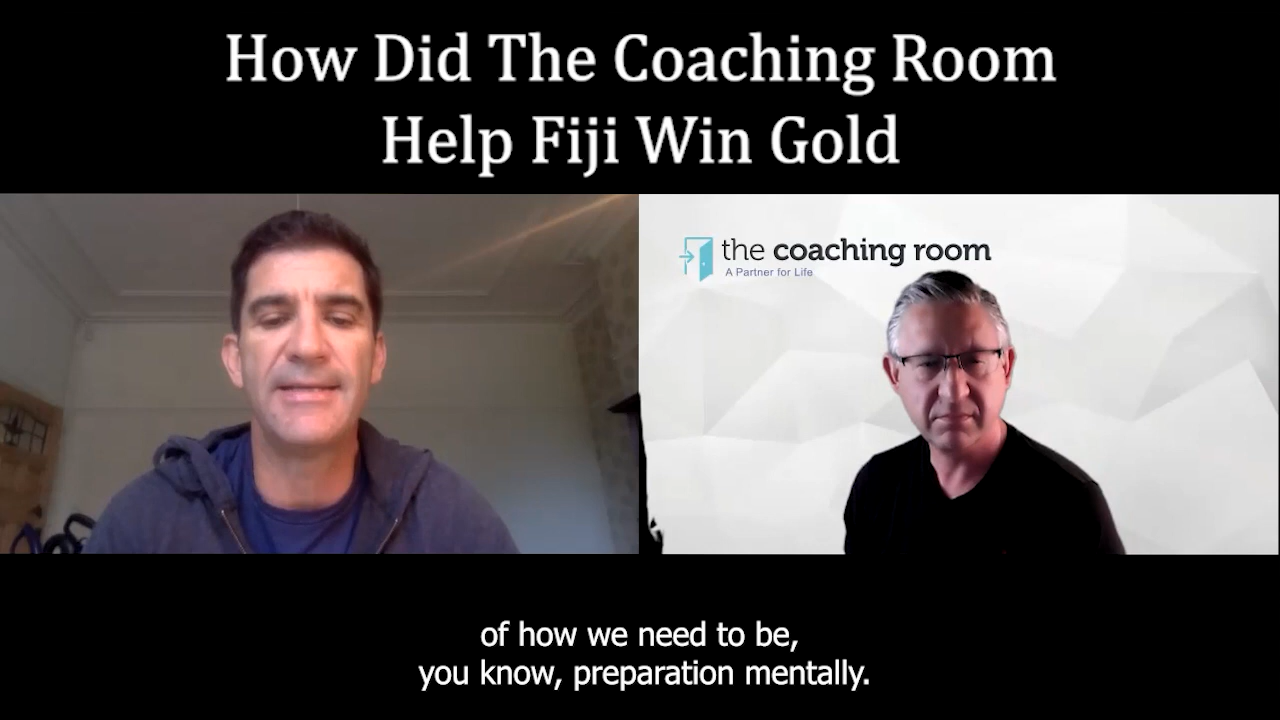 How Did The Coaching Room
Help Fiji Win Gold
the coaching room
A Partner for Life
of how we need to be,
you know, preparation mentally.